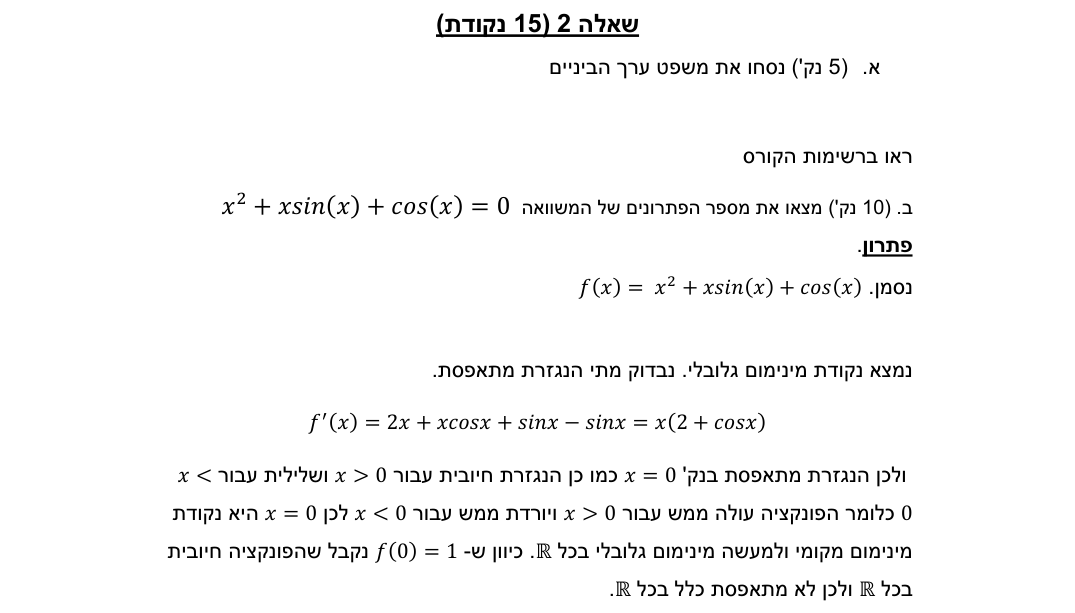 שאלה 2 (15 נקודת)
א. (5 נק') נסחו את משפט ערך הביניים
ראו ברשימות הקורס
ב. (10 נק') מצאו את מספר הפתרונים של המשוואה x² + xsin(x) + cos(x) = 0
פתרון.
נסמן. f(x) = x² + xsin(x) + cos(x)
נמצא נקודת מינימום גלובלי. נבדוק מתי הנגזרת מתאפסת.
f'(x) = 2x + xcosx + sinx − sinx = x(2 + cosx)
ולכן הנגזרת מתאפסת בנק' x = 0 כמו כן הנגזרת חיובית עבור x > 0 ושלילית עבור x <
0 כלומר הפונקציה עולה ממש עבור x > 0 ויורדת ממש עבור x < 0 לכן x = 0 היא נקודת
מינימום מקומי ולמעשה מינימום גלובלי בכל ℝ. כיוון ש- f(0) = 1 נקבל שהפונקציה חיובית
בכל ℝ ולכן לא מתאפסת כלל בכל ℝ.